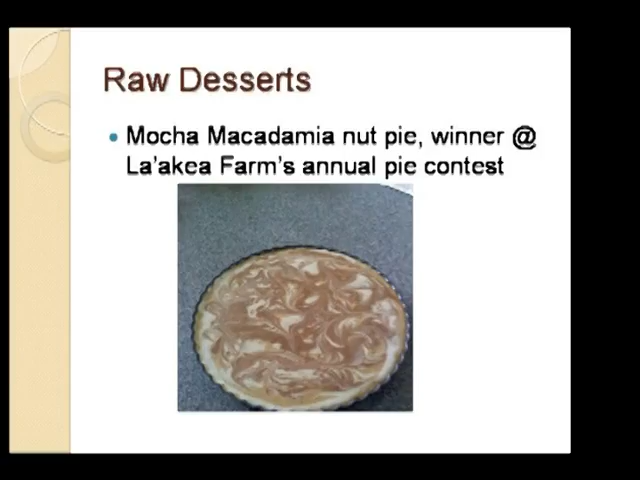 Raw Desserts
Mocha Macadamia nut pie, winner @
La'akea Farm's annual pie contest